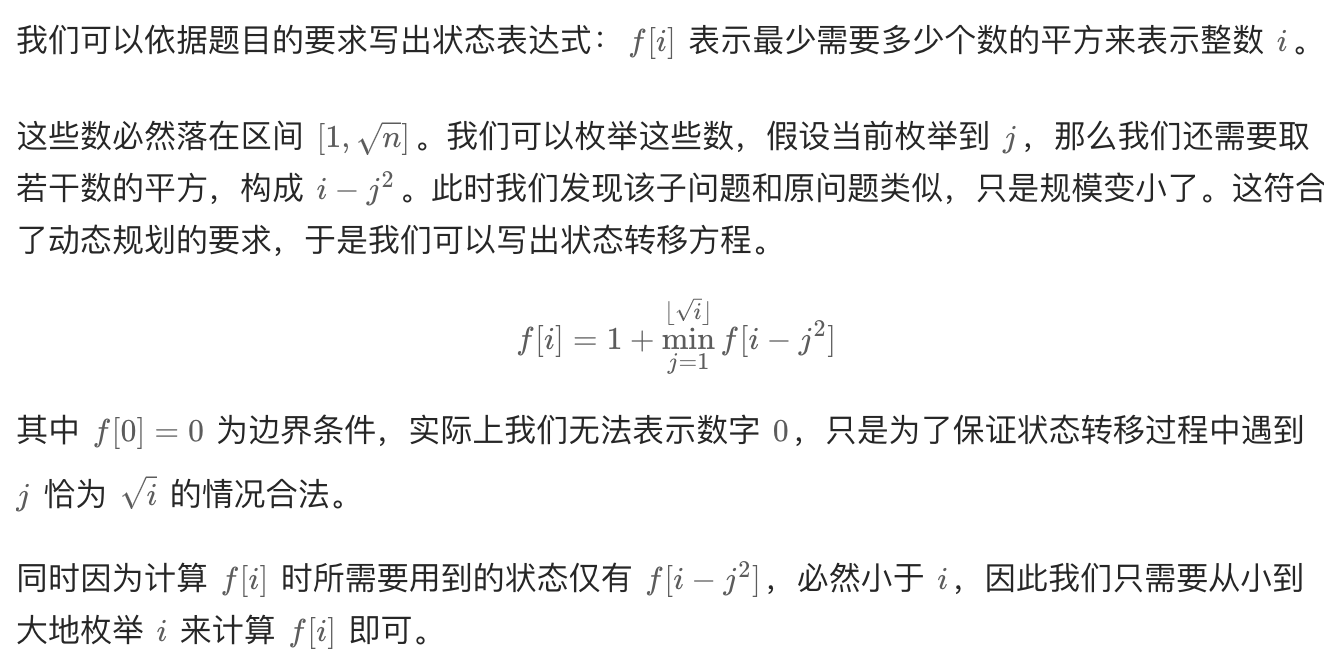 我们可以依据题目的要求写出状态表达式：f[i] 表示最少需要多少个数的平方来表示整数 i。
这些数必然落在区间 [1, √n]。我们可以枚举这些数，假设当前枚举到 j，那么我们还需要取
若干数的平方，构成 i − j²。此时我们发现该子问题和原问题类似，只是规模变小了。这符合
了动态规划的要求，于是我们可以写出状态转移方程。
f[i] = 1 + min_{j=1}^{⌊√i⌋} f[i − j²]
其中 f[0] = 0 为边界条件，实际上我们无法表示数字 0，只是为了保证状态转移过程中遇到
j 恰为 √i 的情况合法。
同时因为计算 f[i] 时所需要用到的状态仅有 f[i − j²]，必然小于 i，因此我们只需要从小到
大地枚举 i 来计算 f[i] 即可。